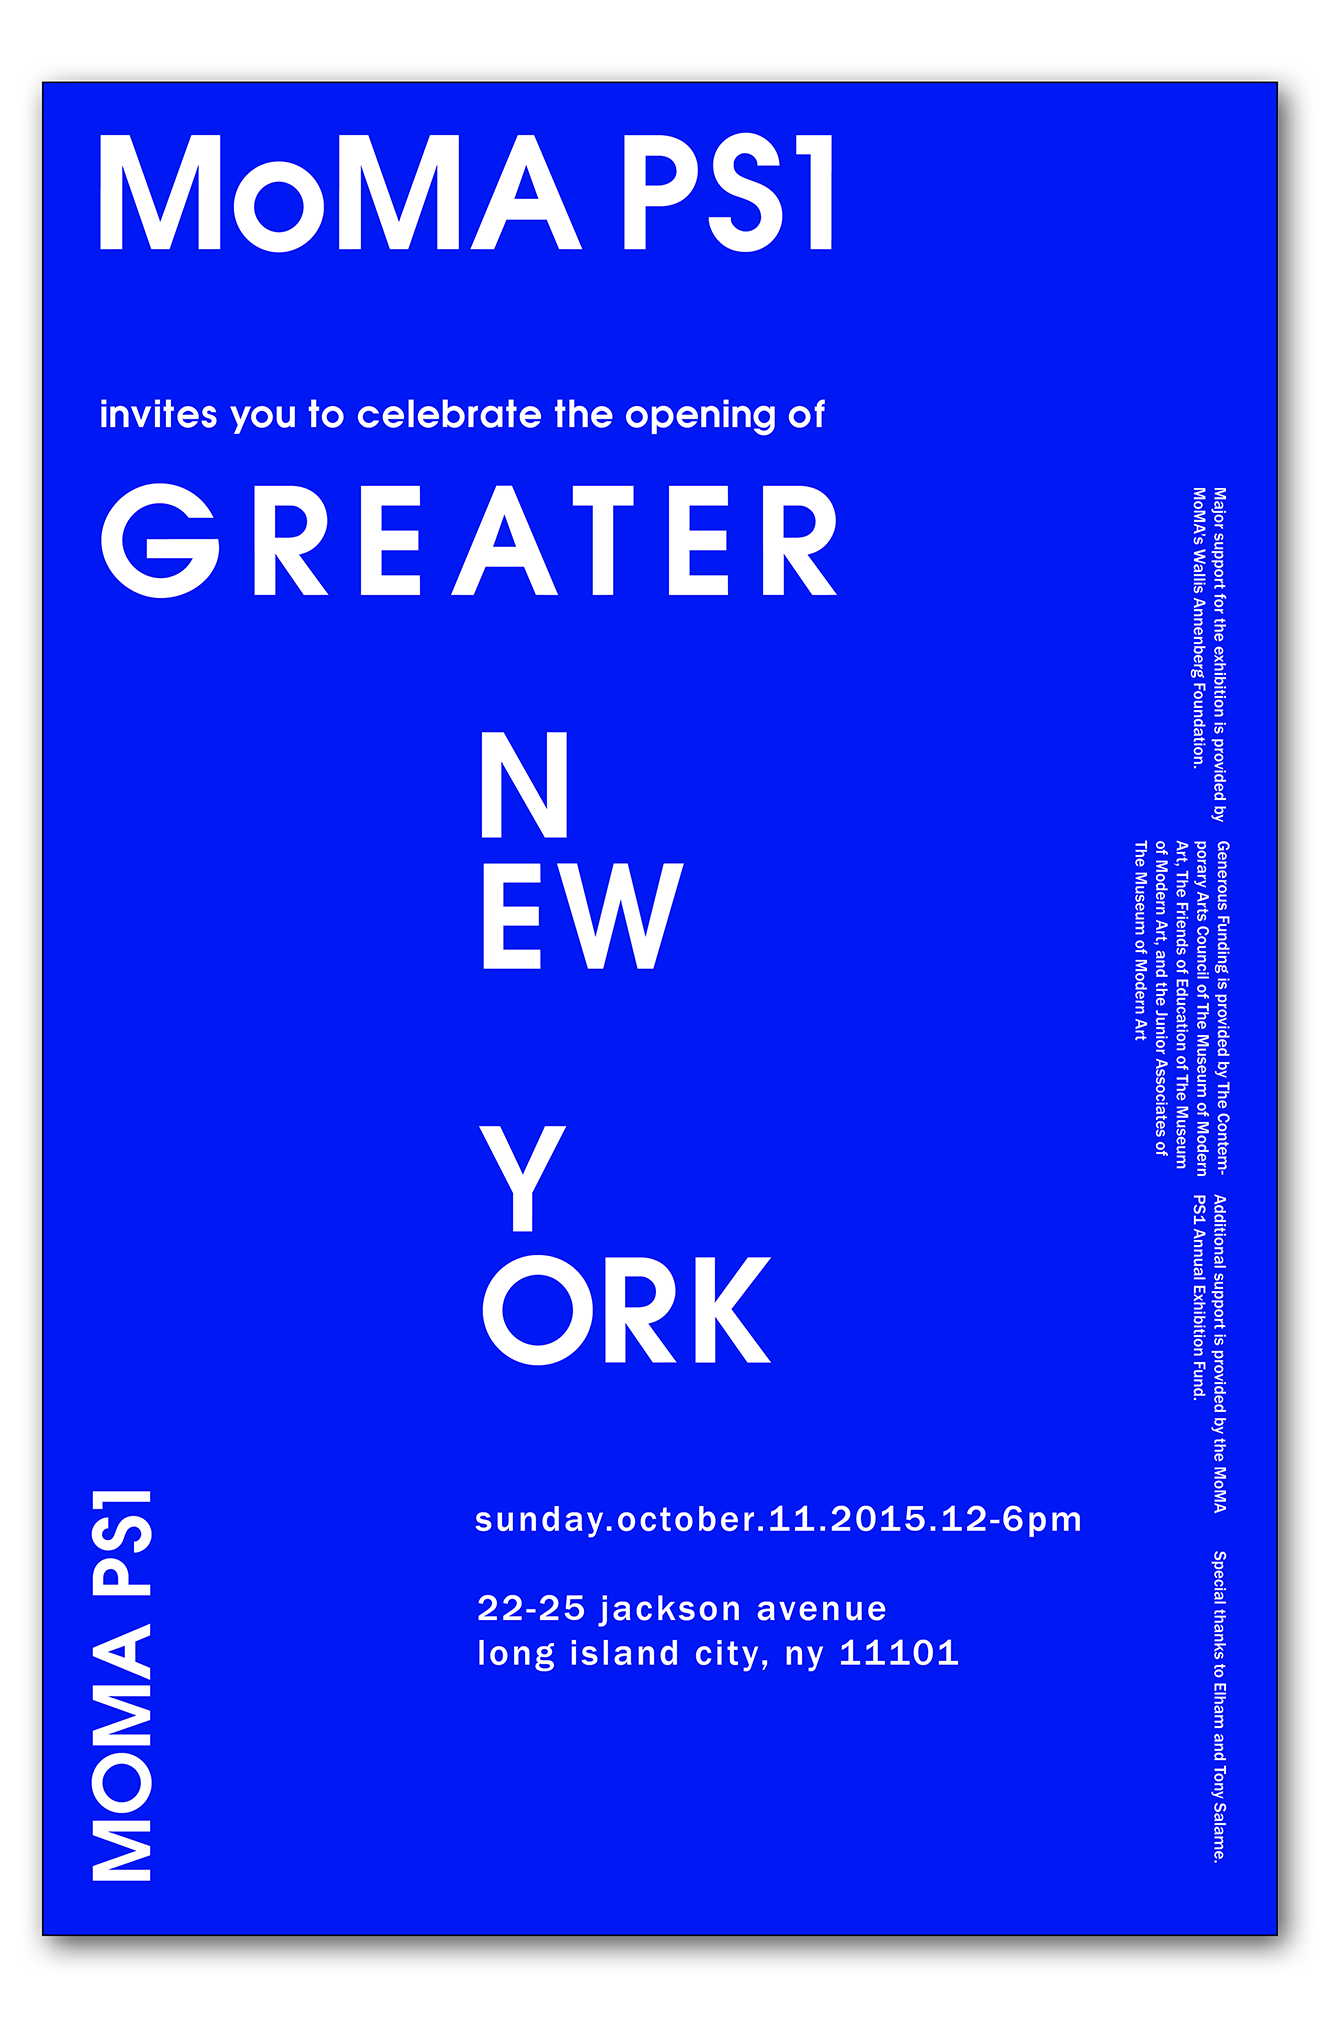 MoMA PS1
invites you to celebrate the opening of
GREATER
N
EW
Y
ORK
sunday.october.11.2015.12-6pm
22-25 jackson avenue
long island city, ny 11101
MOMA PS1
Major support for the exhibition is provided by
MoMA's Wallis Annenberg Foundation.
Generous Funding is provided by The Contem-
porary Arts Council of The Museum of Modern
Art, The Friends of Education of The Museum
of Modern Art, and the Junior Associates of
The Museum of Modern Art
Additional support is provided by the MoMA
PS1 Annual Exhibition Fund.
Special thanks to Elham and Tony Salame.